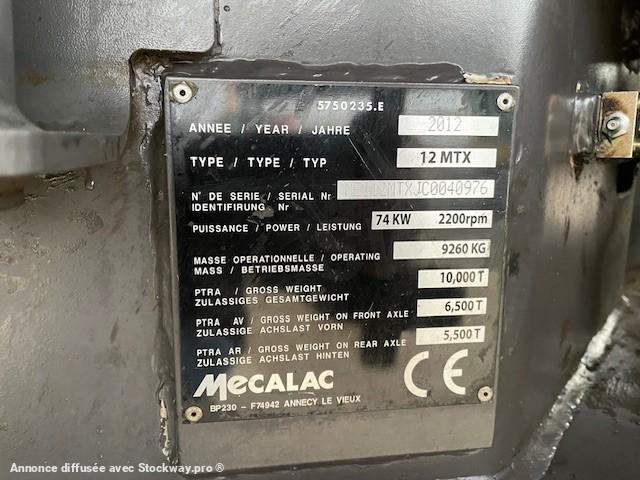 5750235.E
ANNEE / YEAR / JAHRE 2012
TYPE / TYPE / TYP 12 MTX
N° DE SERIE / SERIAL Nr
IDENTIFIRUNG Nr
PUISSANCE / POWER / LEISTUNG 74 KW 2200rpm
MASSE OPERATIONNELLE / OPERATING 9260 KG
MASS / BETRIEBSMASSE
PTRA / GROSS WEIGHT 10,000 T
ZULASSIGES GESAMTGEWICHT
PTRA AV / GROSS WEIGHT ON FRONT AXLE 6,500 T
ZULASSIGE ACHSLAST VORN
PTRA AR / GROSS WEIGHT ON REAR AXLE 5,500 T
ZULASSIGE ACHSLAST HINTEN
MECALAC CE
BP230 – F74942 ANNECY LE VIEUX
Annonce diffusée avec Stockway.pro ®